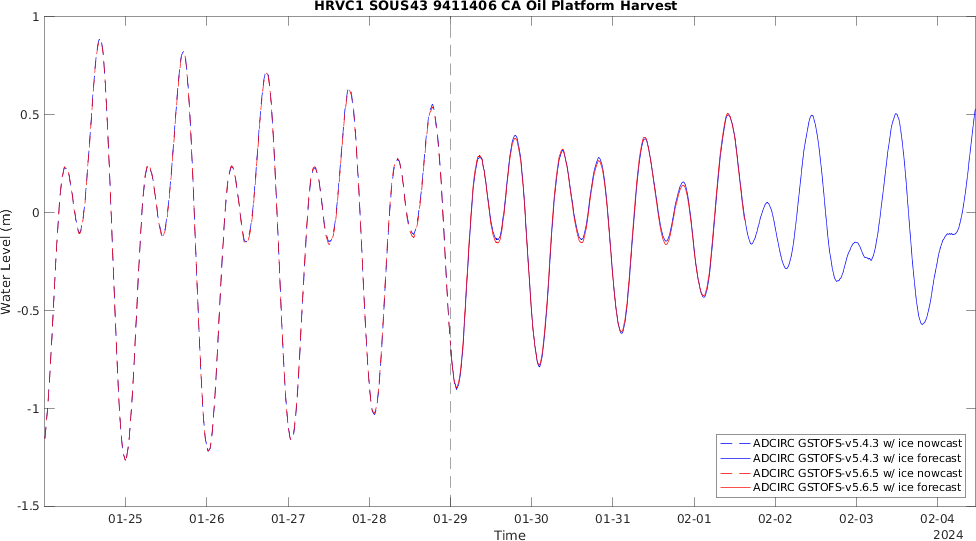 HRVC1 SOUS43 9411406 CA Oil Platform Harvest
1
0.5
0
-0.5
-1
-1.5
Water Level (m)
01-25 01-26 01-27 01-28 01-29 01-30 01-31 02-01 02-02 02-03 02-04
Time
2024
ADCIRC GSTOFS-v5.4.3 w/ ice nowcast
ADCIRC GSTOFS-v5.4.3 w/ ice forecast
ADCIRC GSTOFS-v5.6.5 w/ ice nowcast
ADCIRC GSTOFS-v5.6.5 w/ ice forecast